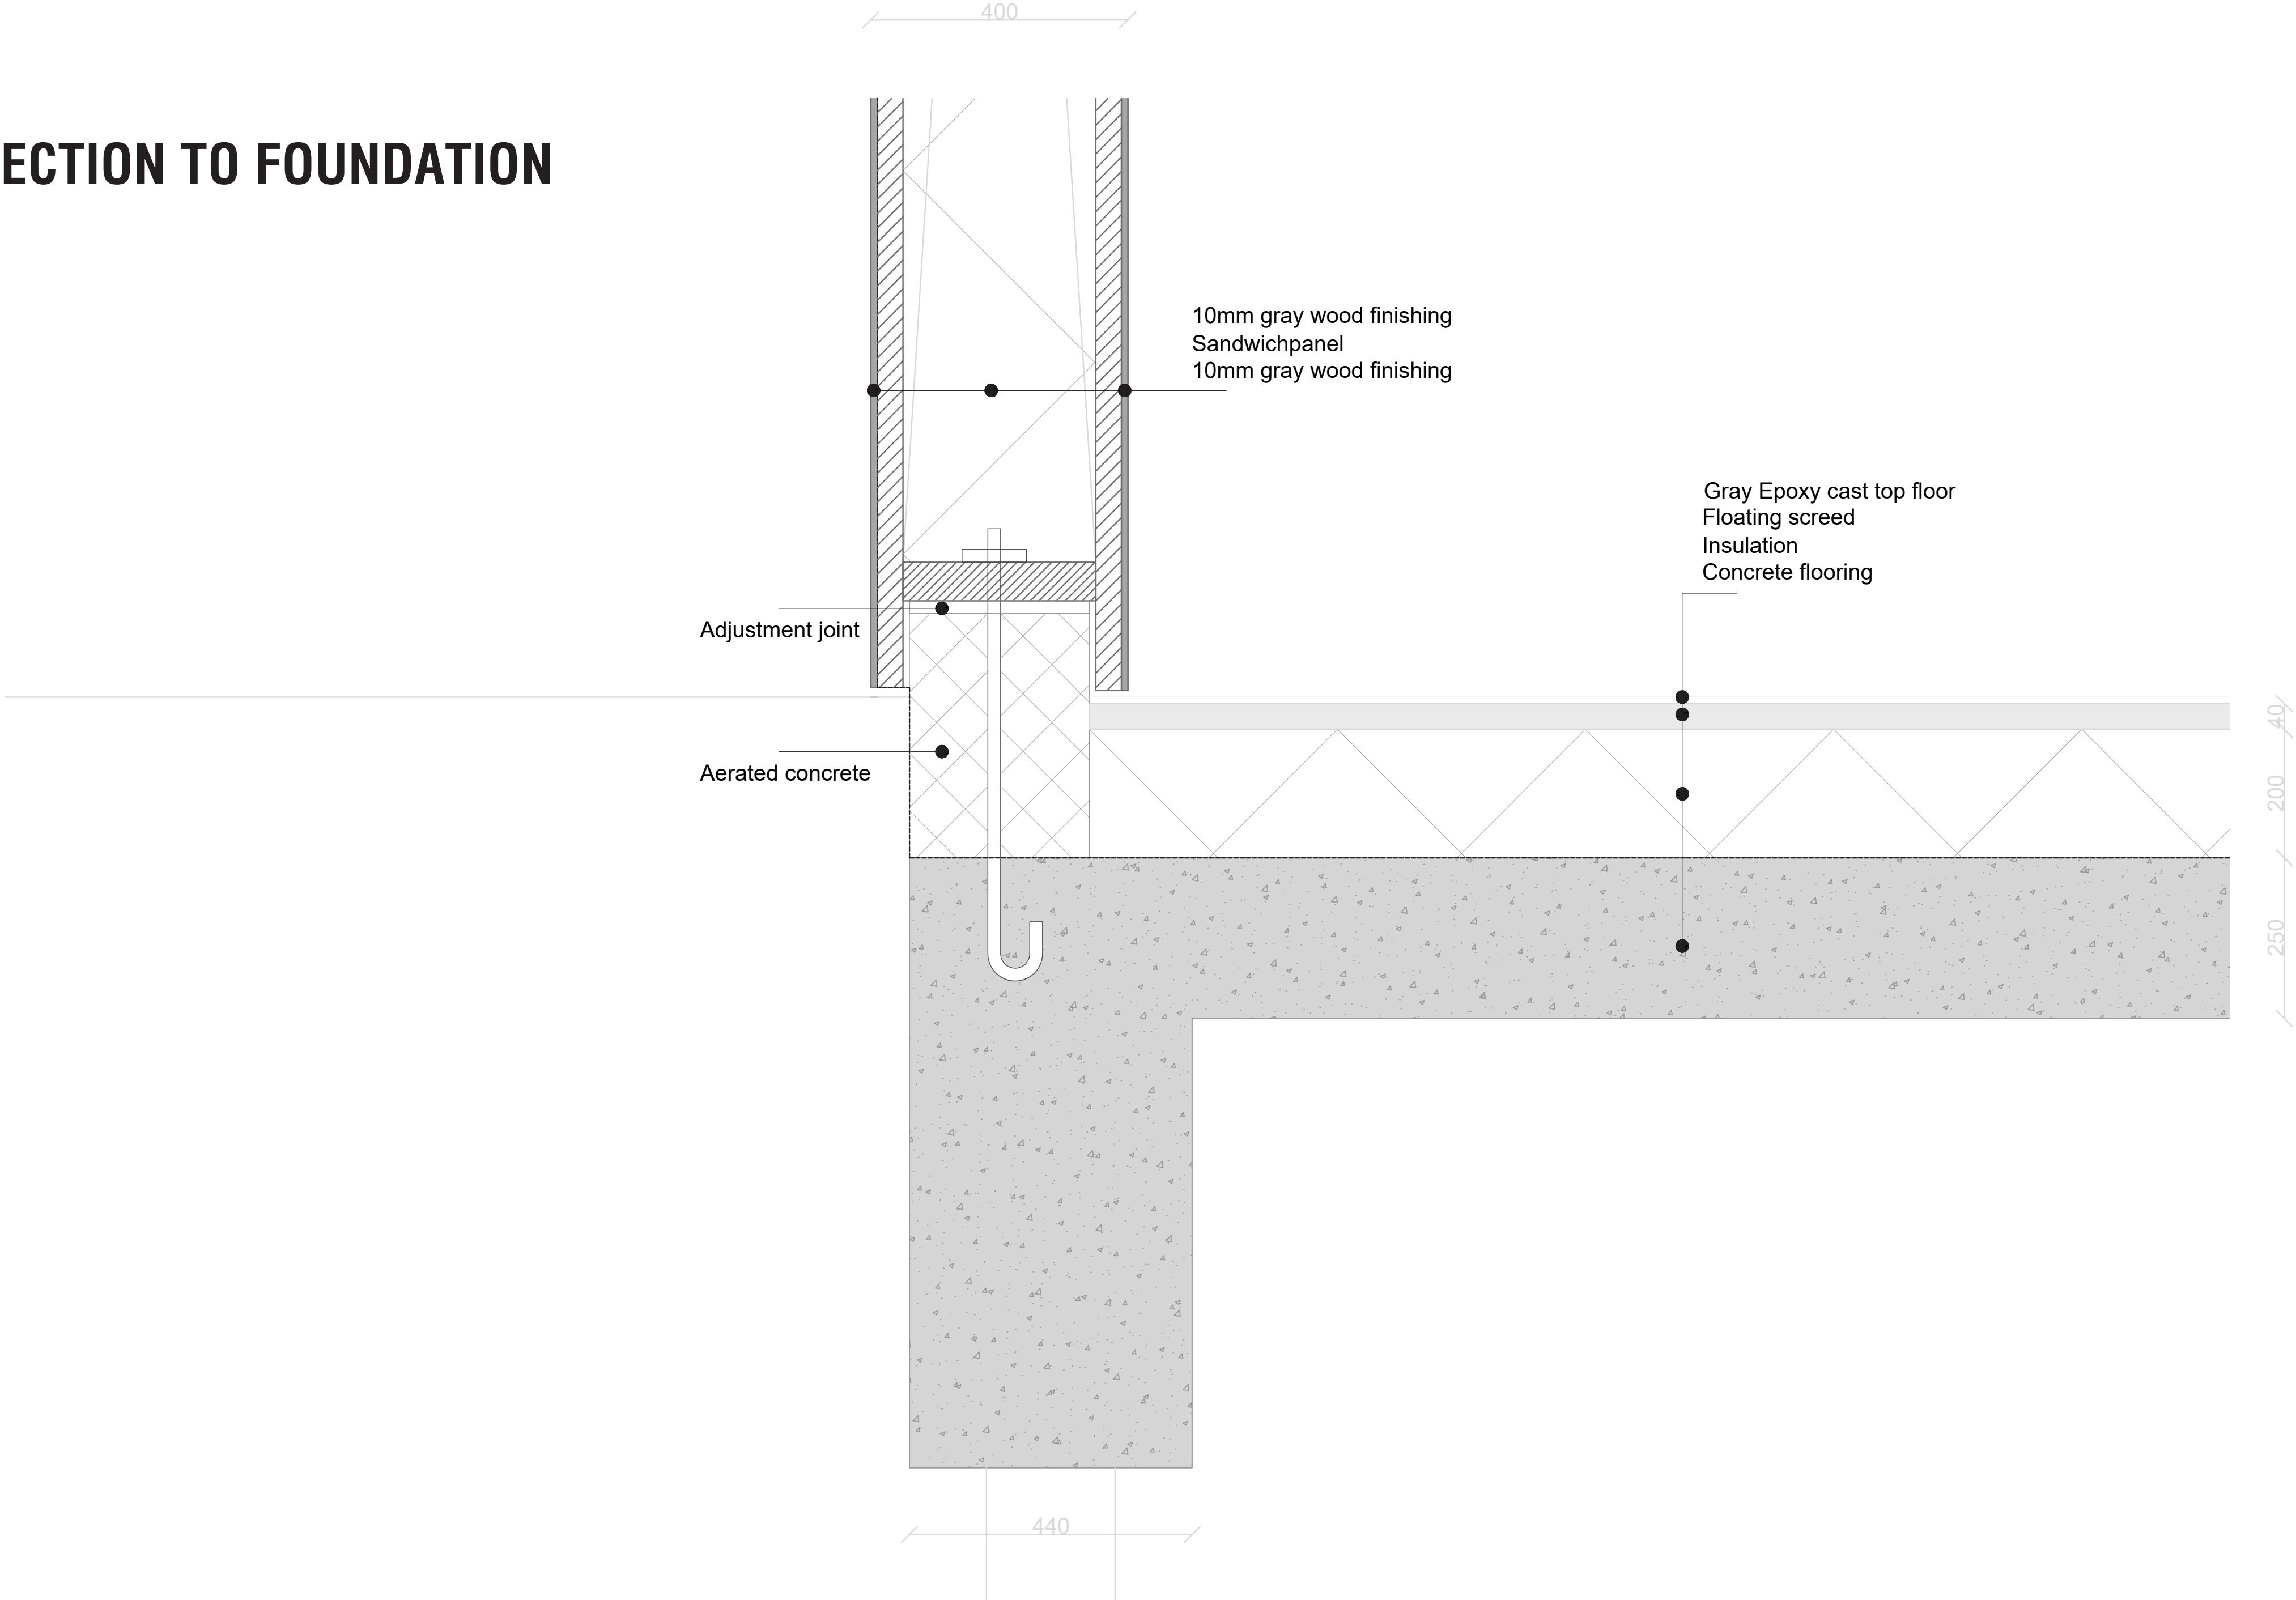 400
ECTION TO FOUNDATION
10mm gray wood finishing
Sandwichpanel
10mm gray wood finishing
Gray Epoxy cast top floor
Floating screed
Insulation
Concrete flooring
Adjustment joint
Aerated concrete
40
200
250
440